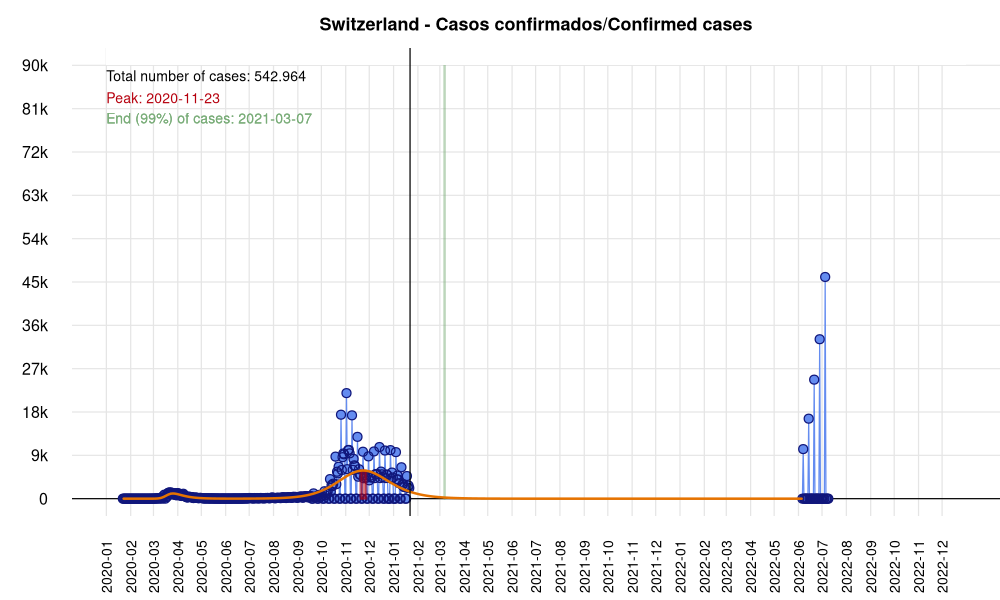 Switzerland - Casos confirmados/Confirmed cases
Total number of cases: 542.964
Peak: 2020-11-23
End (99%) of cases: 2021-03-07
90k
81k
72k
63k
54k
45k
36k
27k
18k
9k
0
2020-01
2020-02
2020-03
2020-04
2020-05
2020-06
2020-07
2020-08
2020-09
2020-10
2020-11
2020-12
2021-01
2021-02
2021-03
2021-04
2021-05
2021-06
2021-07
2021-08
2021-09
2021-10
2021-11
2021-12
2022-01
2022-02
2022-03
2022-04
2022-05
2022-06
2022-07
2022-08
2022-09
2022-10
2022-11
2022-12